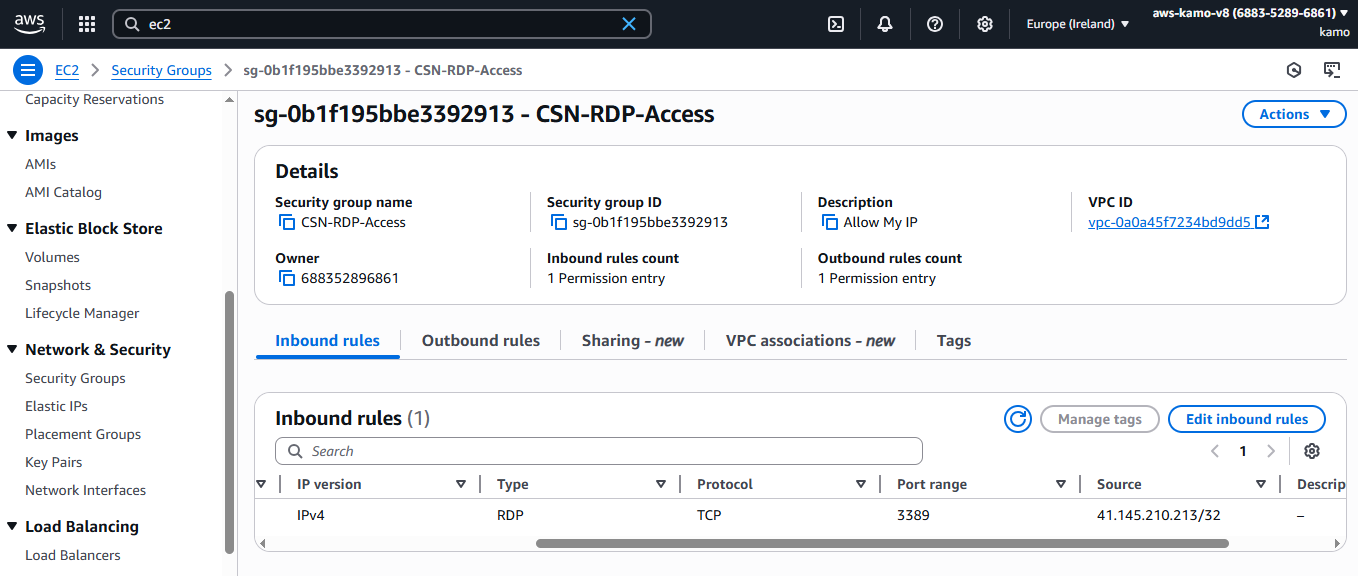 aws
ec2
Europe (Ireland)
aws-kamo-v8 (6883-5289-6861)
kamo
EC2
Security Groups
sg-0b1f195bbe3392913 - CSN-RDP-Access
Capacity Reservations
Images
AMIs
AMI Catalog
Elastic Block Store
Volumes
Snapshots
Lifecycle Manager
Network & Security
Security Groups
Elastic IPs
Placement Groups
Key Pairs
Network Interfaces
Load Balancing
Load Balancers
sg-0b1f195bbe3392913 - CSN-RDP-Access
Actions
Details
Security group name
CSN-RDP-Access
Security group ID
sg-0b1f195bbe3392913
Description
Allow My IP
VPC ID
vpc-0a0a45f7234bd9dd5
Owner
688352896861
Inbound rules count
1 Permission entry
Outbound rules count
1 Permission entry
Inbound rules
Outbound rules
Sharing - new
VPC associations - new
Tags
Inbound rules (1)
Manage tags
Edit inbound rules
Search
1
IP version Type Protocol Port range Source Descrip
IPv4 RDP TCP 3389 41.145.210.213/32 –